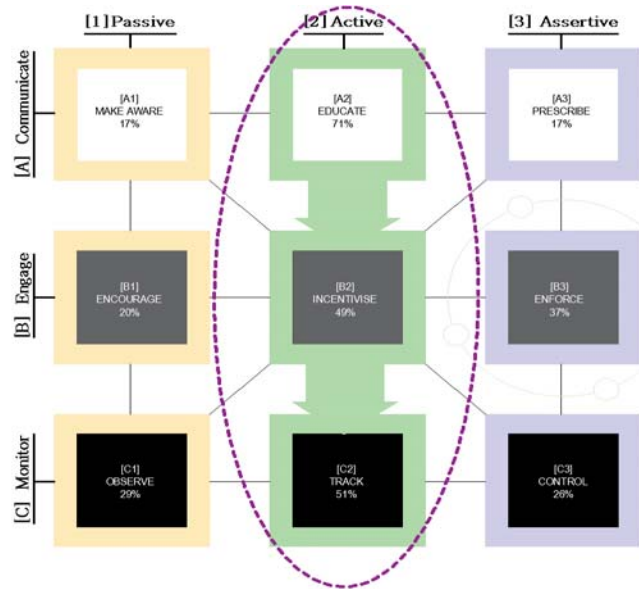 [1] Passive
[2] Active
[3] Assertive
[A] Communicate
[A1]
MAKE AWARE
17%
[A2]
EDUCATE
71%
[A3]
PRESCRIBE
17%
[B] Engage
[B1]
ENCOURAGE
20%
[B2]
INCENTIVISE
49%
[B3]
ENFORCE
37%
[C] Monitor
[C1]
OBSERVE
29%
[C2]
TRACK
51%
[C3]
CONTROL
26%